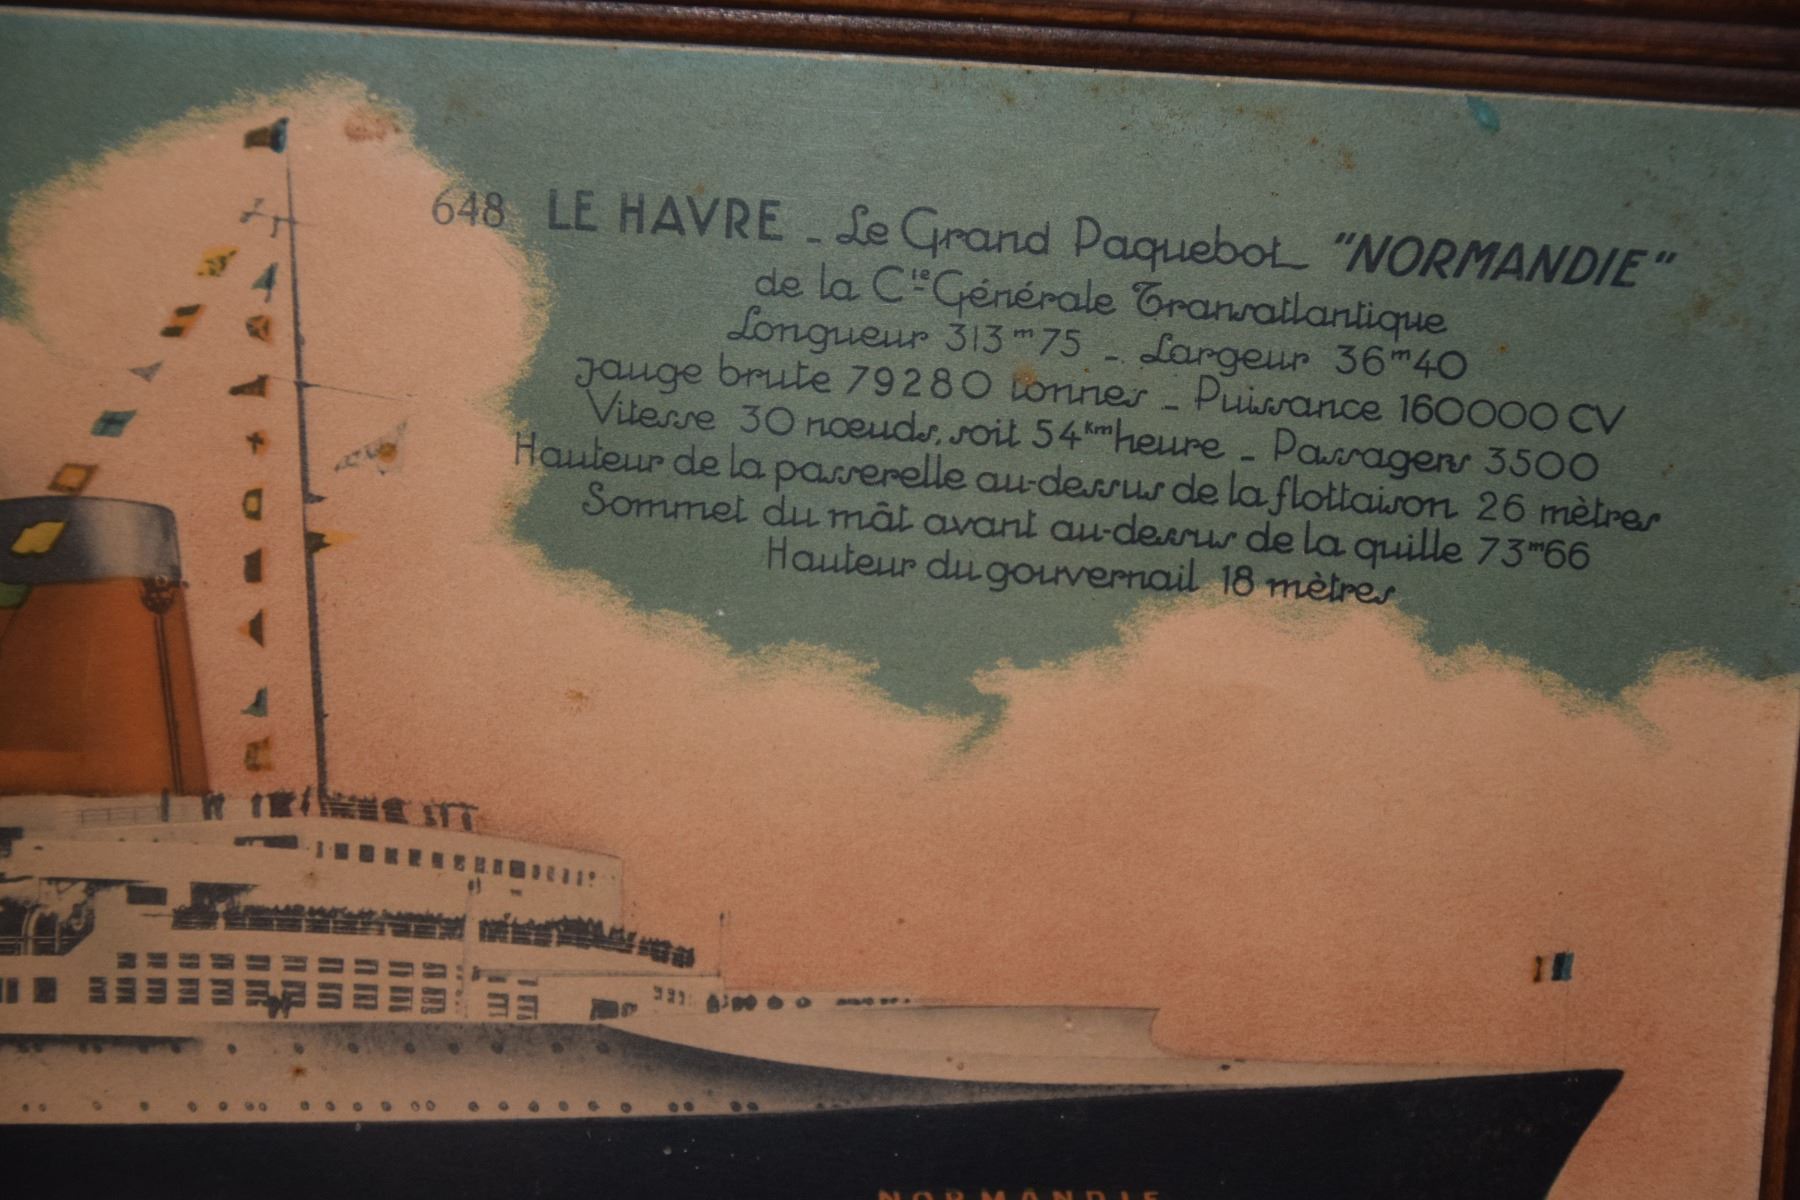 648 LE HAVRE - Le Grand Paquebot "NORMANDIE"
de la Cie Générale Transatlantique
Longueur 313m75 - Largeur 36m40
Jauge brute 79280 tonnes - Puissance 160000 CV
Vitesse 30 nœuds, soit 54km heure - Passagers 3500
Hauteur de la passerelle au-dessus de la flottaison 26 mètres
Sommet du mât avant au-dessus de la quille 73m66
Hauteur du gouvernail 18 mètres
NORMANDIE